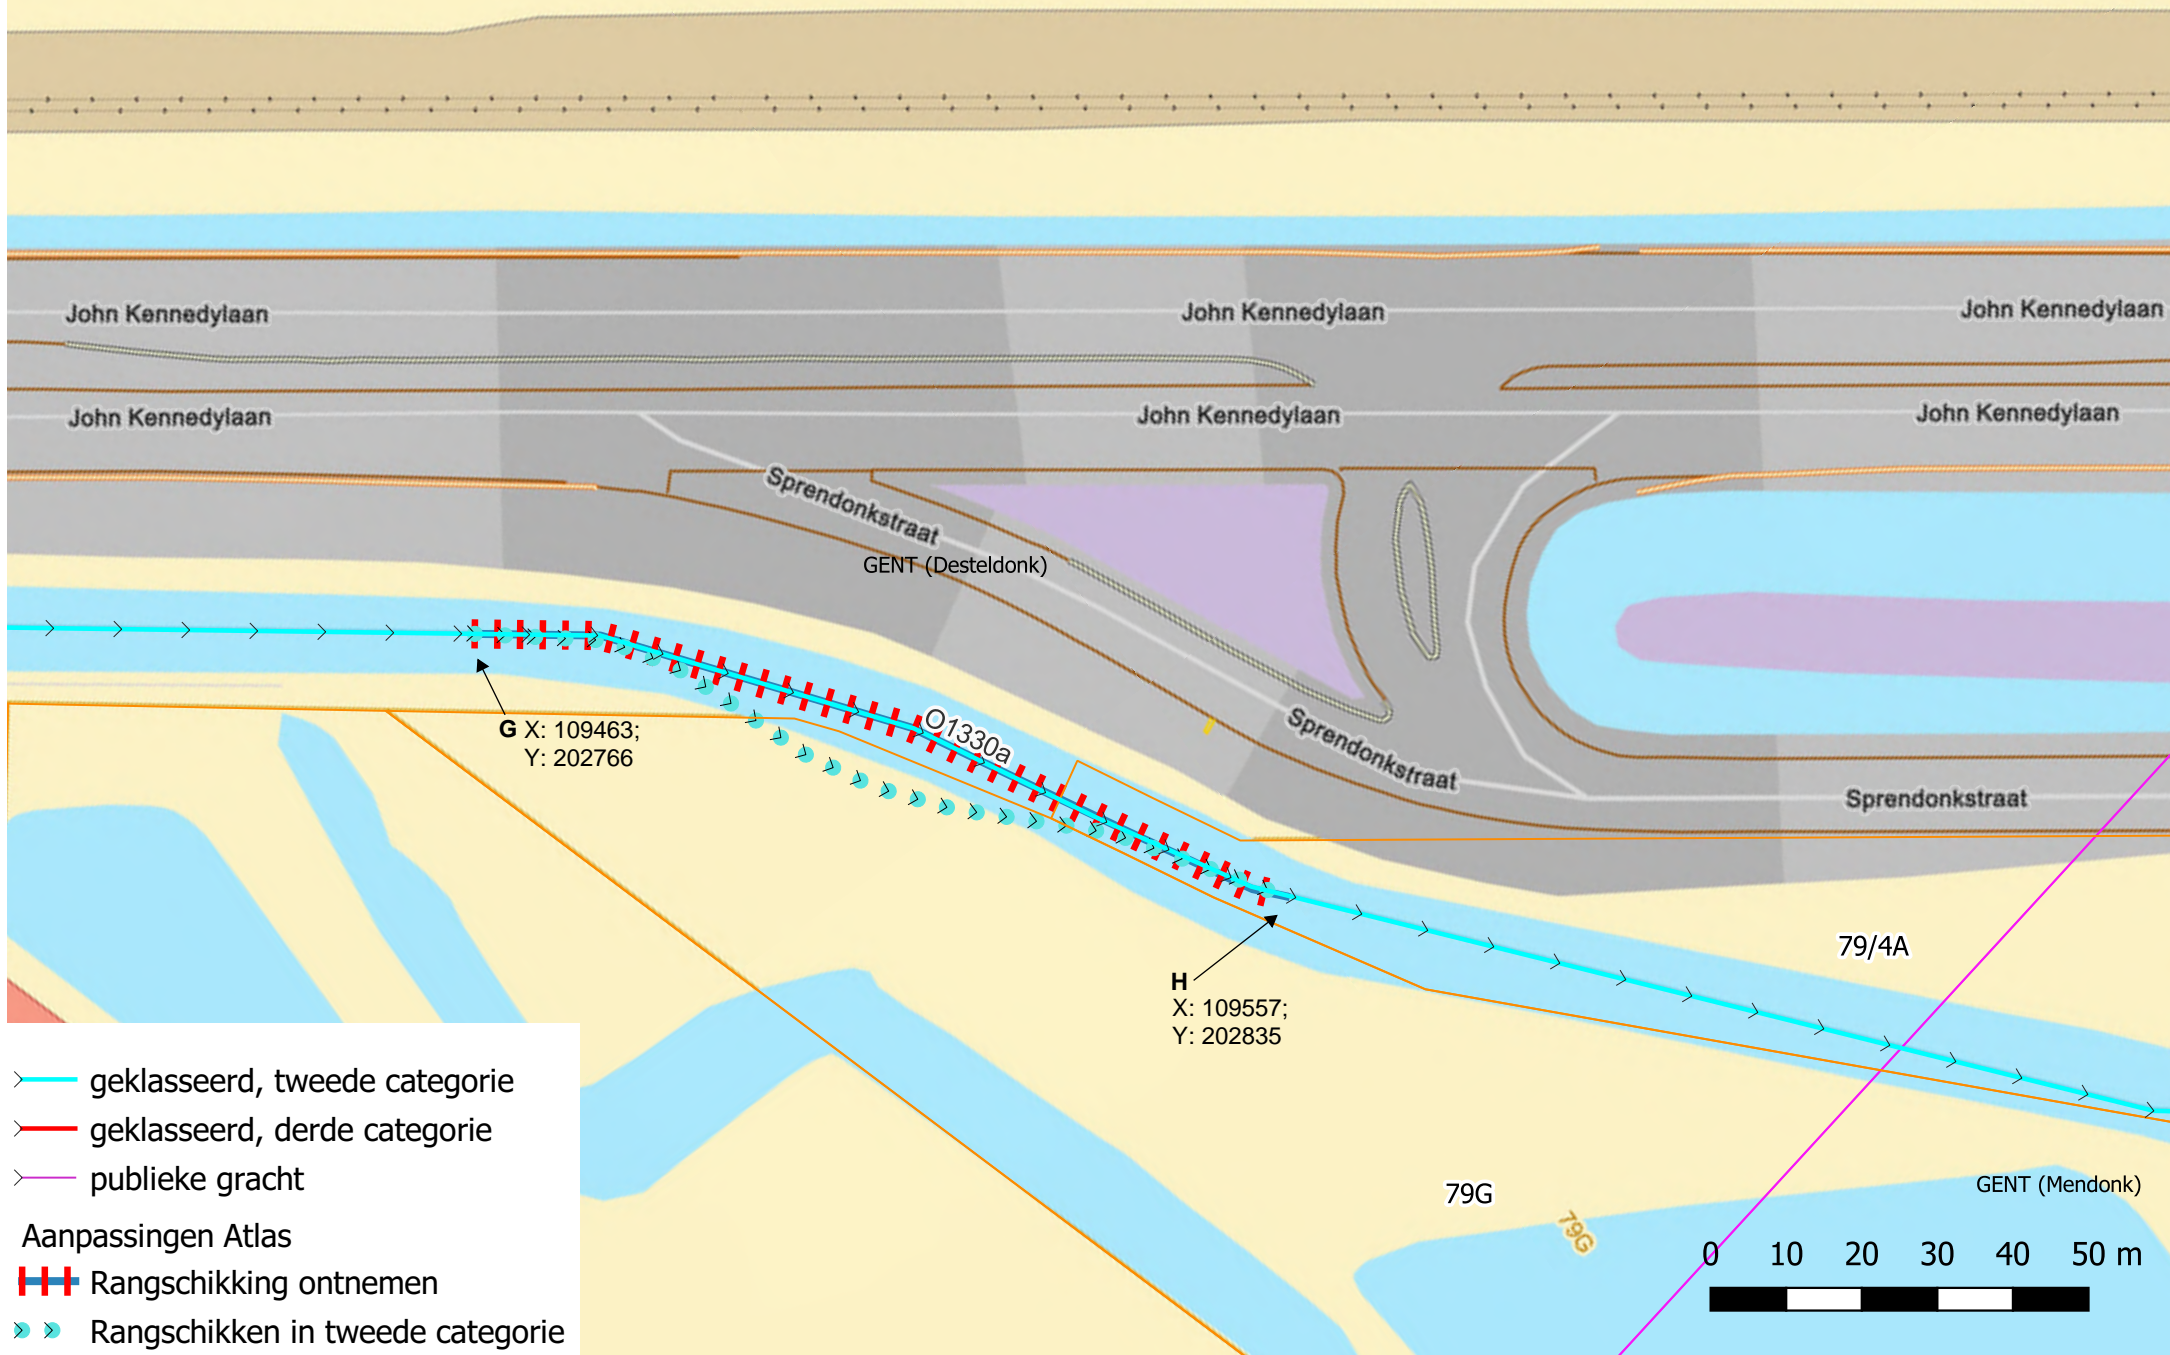 John Kennedylaan
John Kennedylaan
John Kennedylaan
John Kennedylaan
John Kennedylaan
John Kennedylaan
Sprendonkstraat
GENT (Desteldonk)
O1330a
Sprendonkstraat
Sprendonkstraat
G X: 109463;
Y: 202766
79/4A
H
X: 109557;
Y: 202835
79G
79G
GENT (Mendonk)
0 10 20 30 40 50 m
geklasseerd, tweede categorie
geklasseerd, derde categorie
publieke gracht
Aanpassingen Atlas
Rangschikking ontnemen
Rangschikken in tweede categorie